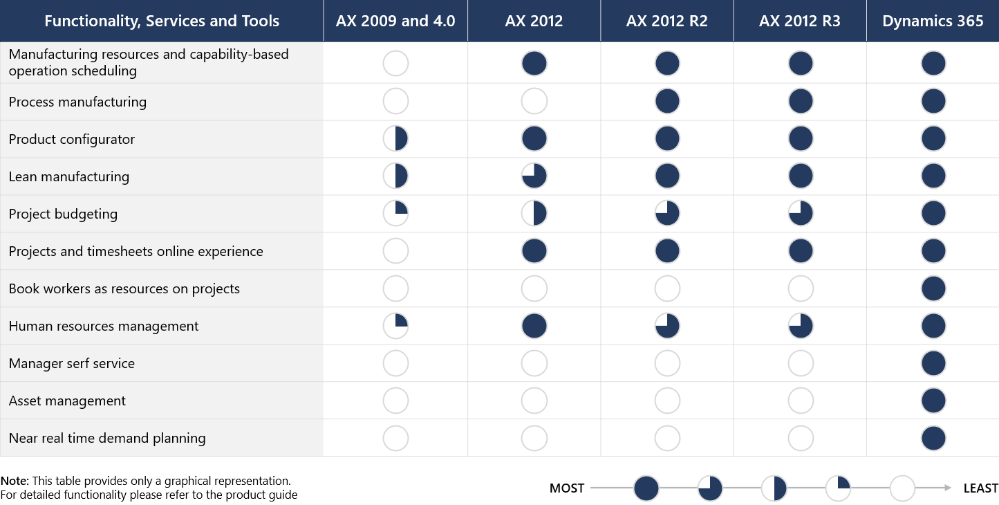 Functionality, Services and Tools
AX 2009 and 4.0
AX 2012
AX 2012 R2
AX 2012 R3
Dynamics 365
Manufacturing resources and capability-based
operation scheduling
Process manufacturing
Product configurator
Lean manufacturing
Project budgeting
Projects and timesheets online experience
Book workers as resources on projects
Human resources management
Manager serf service
Asset management
Near real time demand planning
Note: This table provides only a graphical representation.
For detailed functionality please refer to the product guide
MOST
LEAST